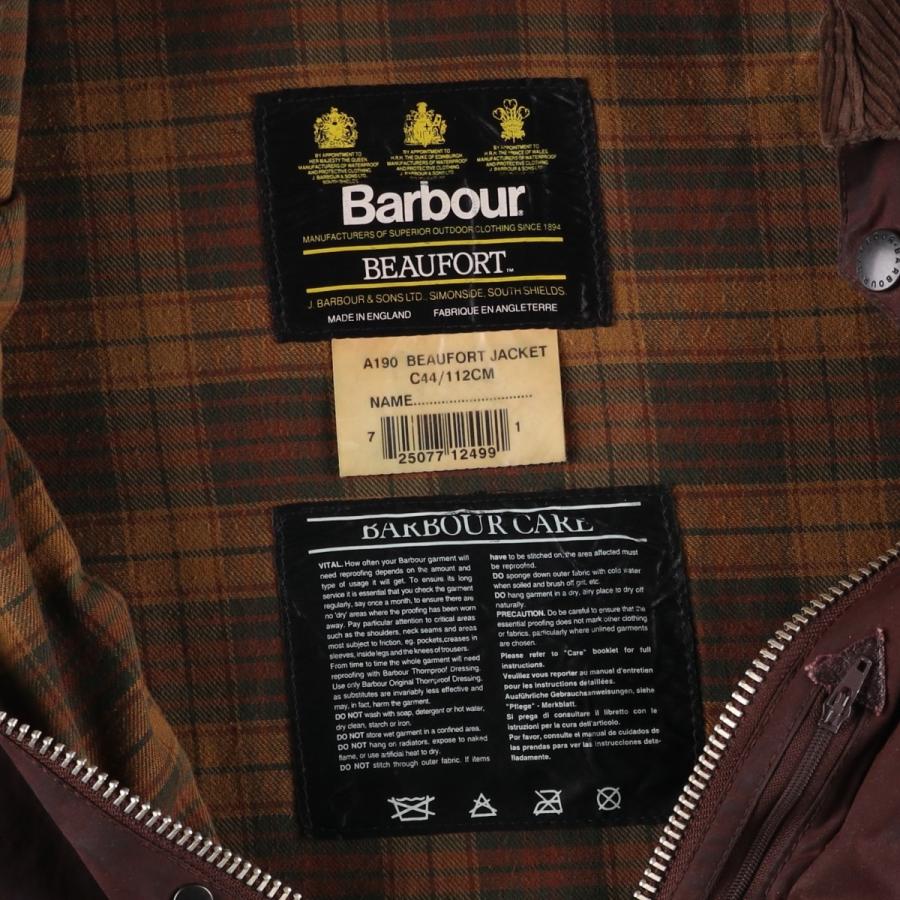 BY APPOINTMENT TO
HER MAJESTY THE QUEEN
MANUFACTURERS OF WATERPROOF
AND PROTECTIVE CLOTHING
J. BARBOUR & SONS LTD.
SOUTH SHIELDS
BY APPOINTMENT TO
H.R.H. THE DUKE OF EDINBURGH
MANUFACTURERS OF WATERPROOF
AND PROTECTIVE CLOTHING
J. BARBOUR & SONS LTD.
BY APPOINTMENT TO
MANUFACTURERS OF WATERPROOF
AND PROTECTIVE CLOTHING
Barbour®
MANUFACTURERS OF SUPERIOR OUTDOOR CLOTHING SINCE 1894
BEAUFORT™
J. BARBOUR & SONS LTD., SIMONSIDE, SOUTH SHIELDS.
MADE IN ENGLAND FABRIQUE EN ANGLETERRE
BARBOUR
A190 BEAUFORT JACKET
C44/112CM
NAME..............................
7 25077 12499 1
BARBOUR CARE
VITAL. How often your Barbour garment will
need reproofing depends on the amount and
type of usage it will get. To ensure its long
service it is essential that you check the garment
regularly, say once a month, to ensure there are
no 'dry' areas where the proofing has been worn
away. Pay particular attention to critical areas
such as the shoulders, neck seams and areas
most subject to friction, eg. pockets,creases in
sleeves, inside legs and the knees of trousers.
From time to time the whole garment will need
reproofing with Barbour Thornproof Dressing.
Use only Barbour Original Thornproof Dressing,
as substitutes are invariably less effective and
may, in fact, harm the garment.
DO NOT wash with soap, detergent or hot water,
dry clean, starch or iron.
DO NOT store wet garment in a confined area.
DO NOT hang on radiators, expose to naked
flame, or use artificial heat to dry.
DO NOT stitch through outer fabric. If items
have to be stitched on, the area affected must
be reproofed.
DO sponge down outer fabric with cold water
when soiled and brush off grit, etc.
DO hang garment in a dry, airy place to dry off
naturally.
PRECAUTION. Do be careful to ensure that the
essential proofing does not mark other clothing
or fabrics, particularly where unlined garments
are chosen.
Please refer to "Care" booklet for full
instructions.
Veuillez vous reporter au manuel d'entretien
pour les instructions detaillées.
Ausführliche Gebrauchsanweisungen, siehe
"Pflege" - Merkblatt.
Si prega di consultare il libretto con le
istruzioni per la cura dell'articolo.
Por favor, consulte el manual de cuidados de
las prendas para ver las instrucciones deta-
lladamente.